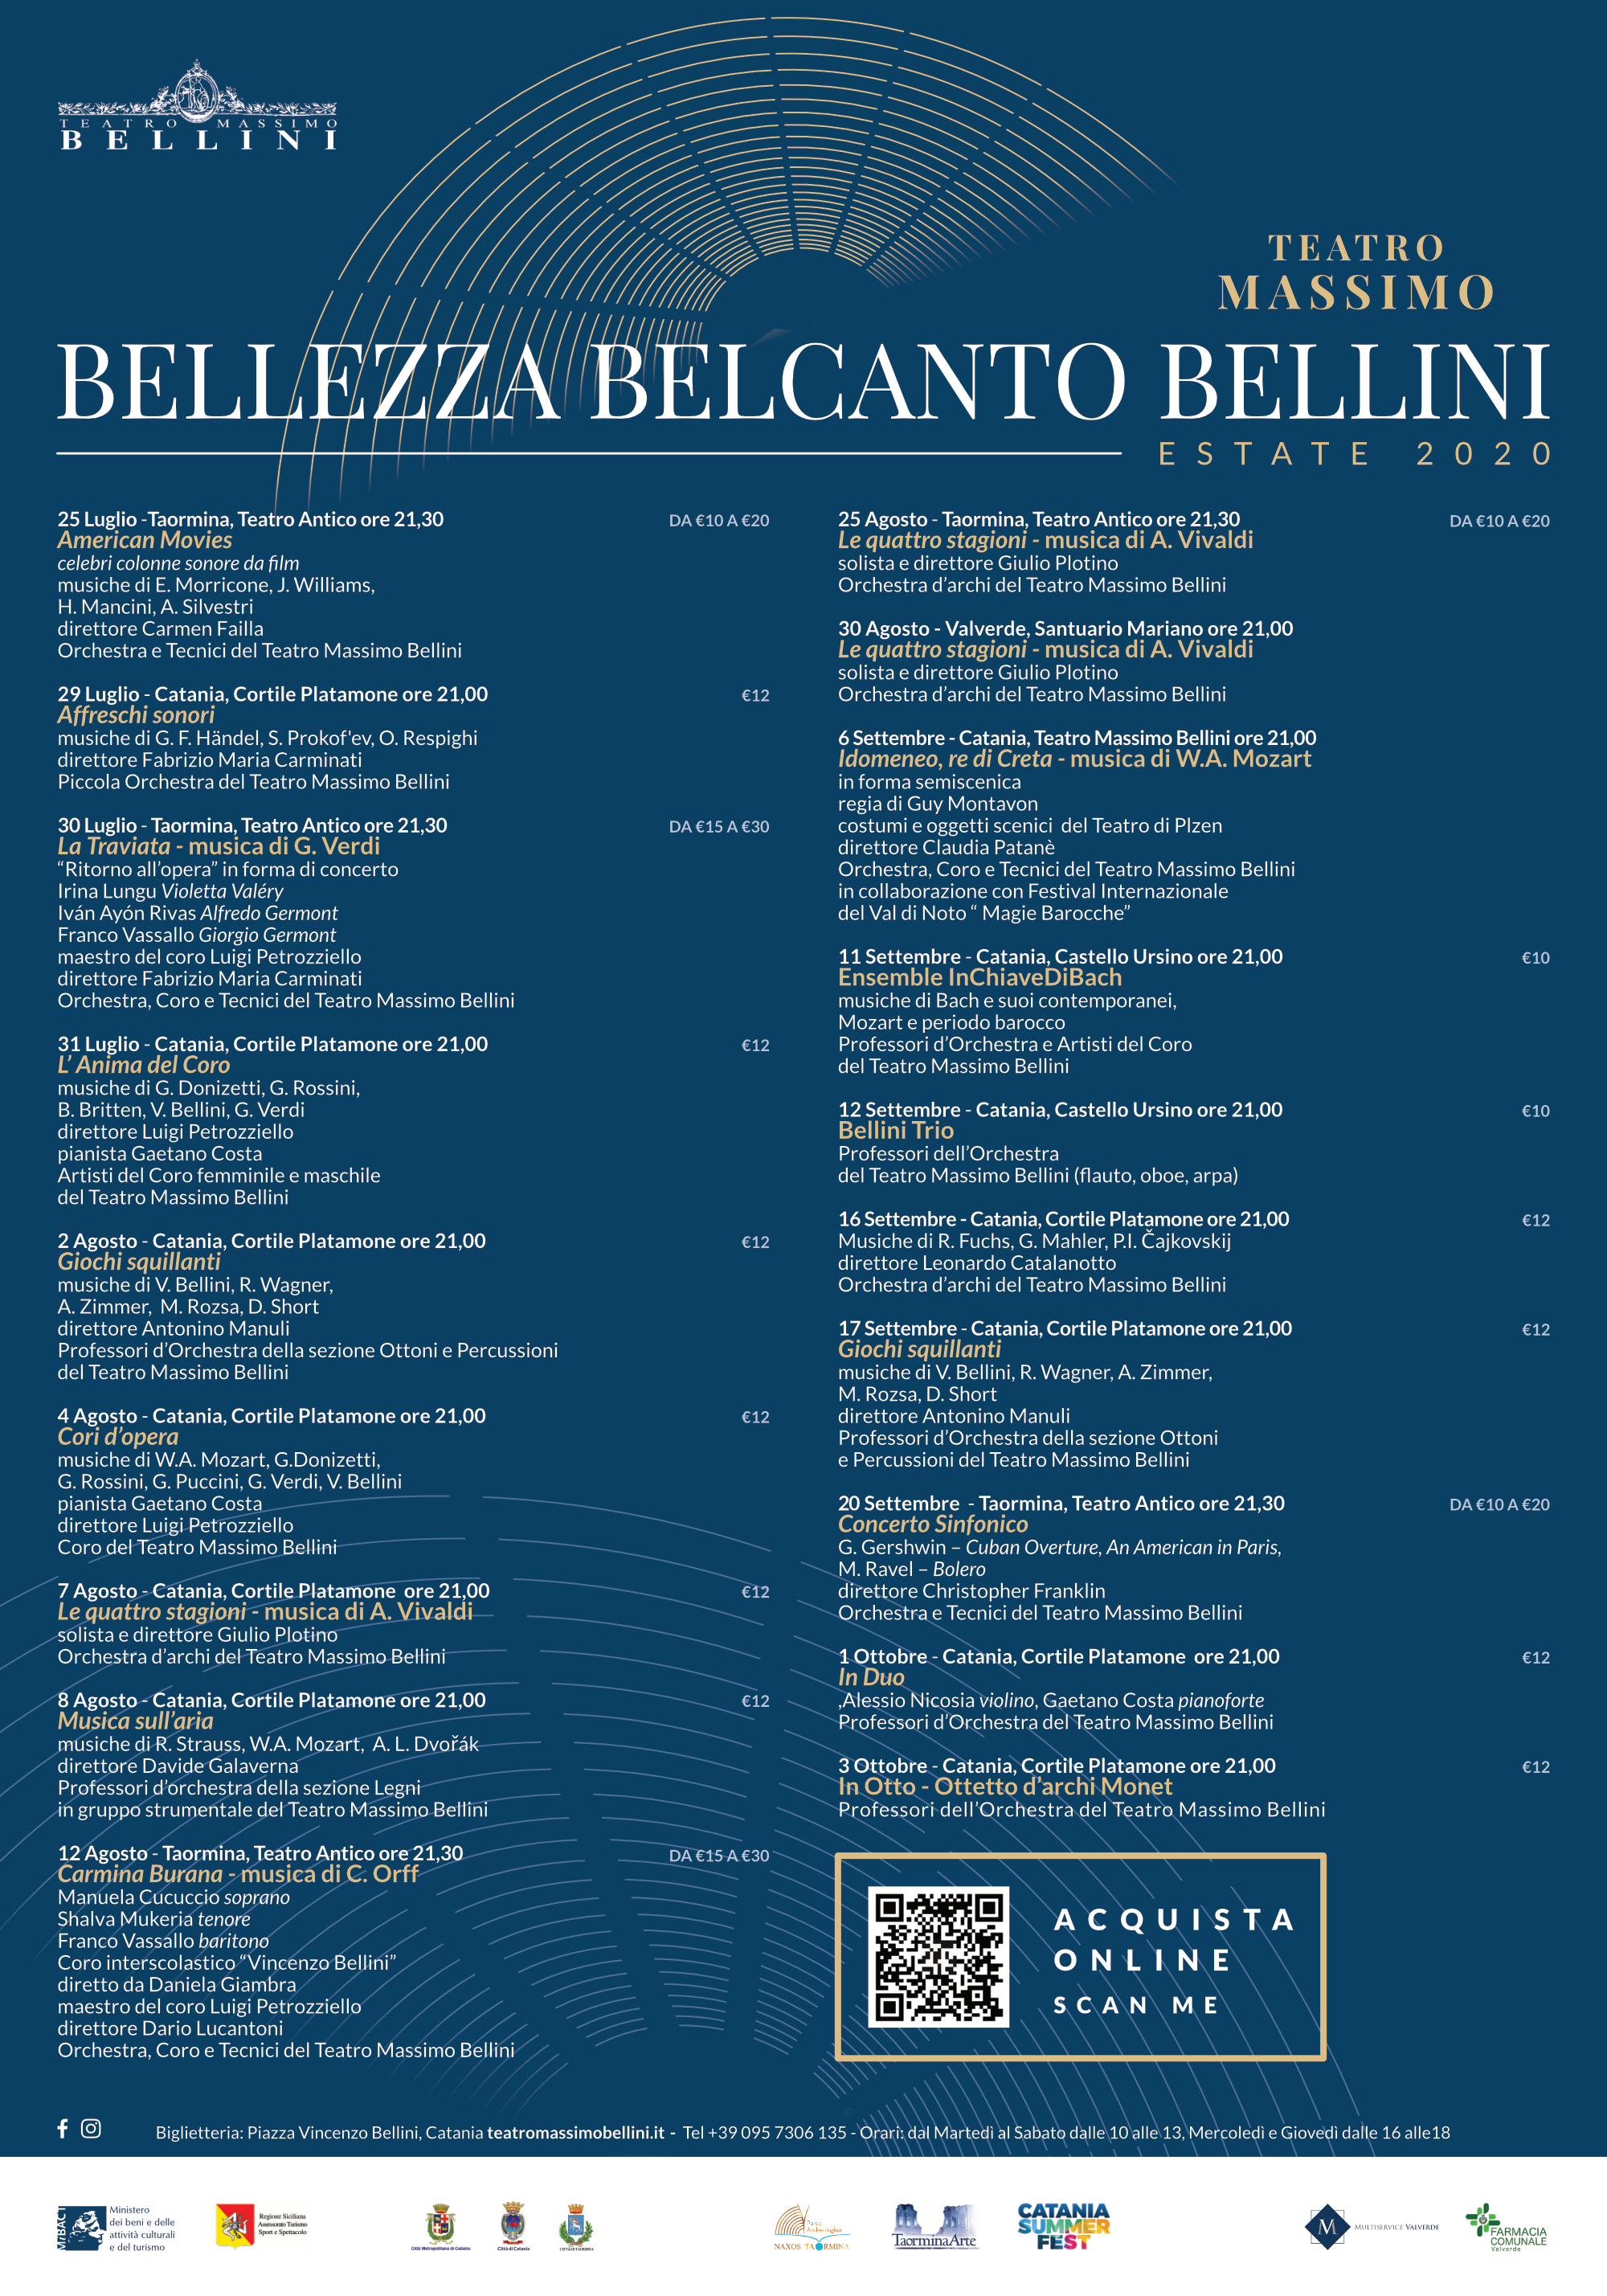 TEATRO MASSIMO
BELLINI
TEATRO
MASSIMO
BELLEZZA BELCANTO BELLINI
ESTATE 2020
25 Luglio -Taormina, Teatro Antico ore 21,30 DA €10 A €20
American Movies
celebri colonne sonore da film
musiche di E. Morricone, J. Williams,
H. Mancini, A. Silvestri
direttore Carmen Failla
Orchestra e Tecnici del Teatro Massimo Bellini
29 Luglio - Catania, Cortile Platamone ore 21,00 €12
Affreschi sonori
musiche di G. F. Händel, S. Prokof'ev, O. Respighi
direttore Fabrizio Maria Carminati
Piccola Orchestra del Teatro Massimo Bellini
30 Luglio - Taormina, Teatro Antico ore 21,30 DA €15 A €30
La Traviata - musica di G. Verdi
“Ritorno all’opera” in forma di concerto
Irina Lungu Violetta Valéry
Iván Ayón Rivas Alfredo Germont
Franco Vassallo Giorgio Germont
maestro del coro Luigi Petrozziello
direttore Fabrizio Maria Carminati
Orchestra, Coro e Tecnici del Teatro Massimo Bellini
31 Luglio - Catania, Cortile Platamone ore 21,00 €12
L’ Anima del Coro
musiche di G. Donizetti, G. Rossini,
B. Britten, V. Bellini, G. Verdi
direttore Luigi Petrozziello
pianista Gaetano Costa
Artisti del Coro femminile e maschile
del Teatro Massimo Bellini
2 Agosto - Catania, Cortile Platamone ore 21,00 €12
Giochi squillanti
musiche di V. Bellini, R. Wagner,
A. Zimmer, M. Rozsa, D. Short
direttore Antonino Manuli
Professori d’Orchestra della sezione Ottoni e Percussioni
del Teatro Massimo Bellini
4 Agosto - Catania, Cortile Platamone ore 21,00 €12
Cori d’opera
musiche di W.A. Mozart, G.Donizetti,
G. Rossini, G. Puccini, G. Verdi, V. Bellini
pianista Gaetano Costa
direttore Luigi Petrozziello
Coro del Teatro Massimo Bellini
7 Agosto - Catania, Cortile Platamone ore 21,00 €12
Le quattro stagioni - musica di A. Vivaldi
solista e direttore Giulio Plotino
Orchestra d’archi del Teatro Massimo Bellini
8 Agosto - Catania, Cortile Platamone ore 21,00 €12
Musica sull’aria
musiche di R. Strauss, W.A. Mozart, A. L. Dvořák
direttore Davide Galaverna
Professori d’orchestra della sezione Legni
in gruppo strumentale del Teatro Massimo Bellini
12 Agosto - Taormina, Teatro Antico ore 21,30 DA €15 A €30
Carmina Burana - musica di C. Orff
Manuela Cucuccio soprano
Shalva Mukeria tenore
Franco Vassallo baritono
Coro interscolastico “Vincenzo Bellini”
diretto da Daniela Giambra
maestro del coro Luigi Petrozziello
direttore Dario Lucantoni
Orchestra, Coro e Tecnici del Teatro Massimo Bellini
25 Agosto - Taormina, Teatro Antico ore 21,30 DA €10 A €20
Le quattro stagioni - musica di A. Vivaldi
solista e direttore Giulio Plotino
Orchestra d’archi del Teatro Massimo Bellini
30 Agosto - Valverde, Santuario Mariano ore 21,00
Le quattro stagioni - musica di A. Vivaldi
solista e direttore Giulio Plotino
Orchestra d’archi del Teatro Massimo Bellini
6 Settembre - Catania, Teatro Massimo Bellini ore 21,00
Idomeneo, re di Creta - musica di W.A. Mozart
in forma semiscenica
regia di Guy Montavon
costumi e oggetti scenici del Teatro di Plzen
direttore Claudia Patanè
Orchestra, Coro e Tecnici del Teatro Massimo Bellini
in collaborazione con Festival Internazionale
del Val di Noto “ Magie Barocche”
11 Settembre - Catania, Castello Ursino ore 21,00 €10
Ensemble InChiaveDiBach
musiche di Bach e suoi contemporanei,
Mozart e periodo barocco
Professori d’Orchestra e Artisti del Coro
del Teatro Massimo Bellini
12 Settembre - Catania, Castello Ursino ore 21,00 €10
Bellini Trio
Professori dell’Orchestra
del Teatro Massimo Bellini (flauto, oboe, arpa)
16 Settembre - Catania, Cortile Platamone ore 21,00 €12
Musiche di R. Fuchs, G. Mahler, P.I. Čajkovskij
direttore Leonardo Catalanotto
Orchestra d’archi del Teatro Massimo Bellini
17 Settembre - Catania, Cortile Platamone ore 21,00 €12
Giochi squillanti
musiche di V. Bellini, R. Wagner, A. Zimmer,
M. Rozsa, D. Short
direttore Antonino Manuli
Professori d’Orchestra della sezione Ottoni
e Percussioni del Teatro Massimo Bellini
20 Settembre - Taormina, Teatro Antico ore 21,30 DA €10 A €20
Concerto Sinfonico
G. Gershwin – Cuban Overture, An American in Paris,
M. Ravel – Bolero
direttore Christopher Franklin
Orchestra e Tecnici del Teatro Massimo Bellini
1 Ottobre - Catania, Cortile Platamone ore 21,00 €12
In Duo
,Alessio Nicosia violino, Gaetano Costa pianoforte
Professori d’Orchestra del Teatro Massimo Bellini
3 Ottobre - Catania, Cortile Platamone ore 21,00 €12
In Otto - Ottetto d’archi Monet
Professori dell’Orchestra del Teatro Massimo Bellini
ACQUISTA
ONLINE
SCAN ME
Biglietteria: Piazza Vincenzo Bellini, Catania teatromassimobellini.it - Tel +39 095 7306 135 - Orari: dal Martedì al Sabato dalle 10 alle 13, Mercoledì e Giovedì dalle 16 alle18
MiBACT
Ministero
dei beni e delle
attività culturali
e del turismo
Regione Siciliana
Assessorato Turismo
Sport e Spettacolo
Città Metropolitana di Catania
Città di Catania
Parco
Archeologico
NAXOS TAORMINA
TaorminaArte
CATANIA
SUMMER
FEST
M
MULTISERVICE VALVERDE
FARMACIA
COMUNALE
Valverde